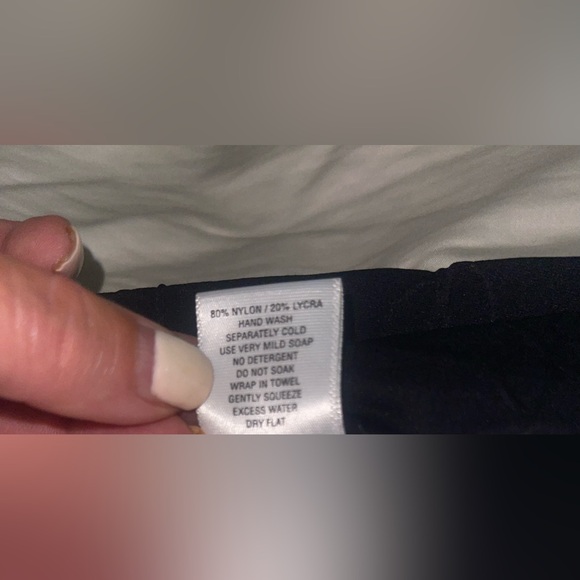 80% NYLON / 20% LYCRA
HAND WASH
SEPARATELY COLD
USE VERY MILD SOAP
NO DETERGENT
DO NOT SOAK
WRAP IN TOWEL
GENTLY SQUEEZE
EXCESS WATER
DRY FLAT